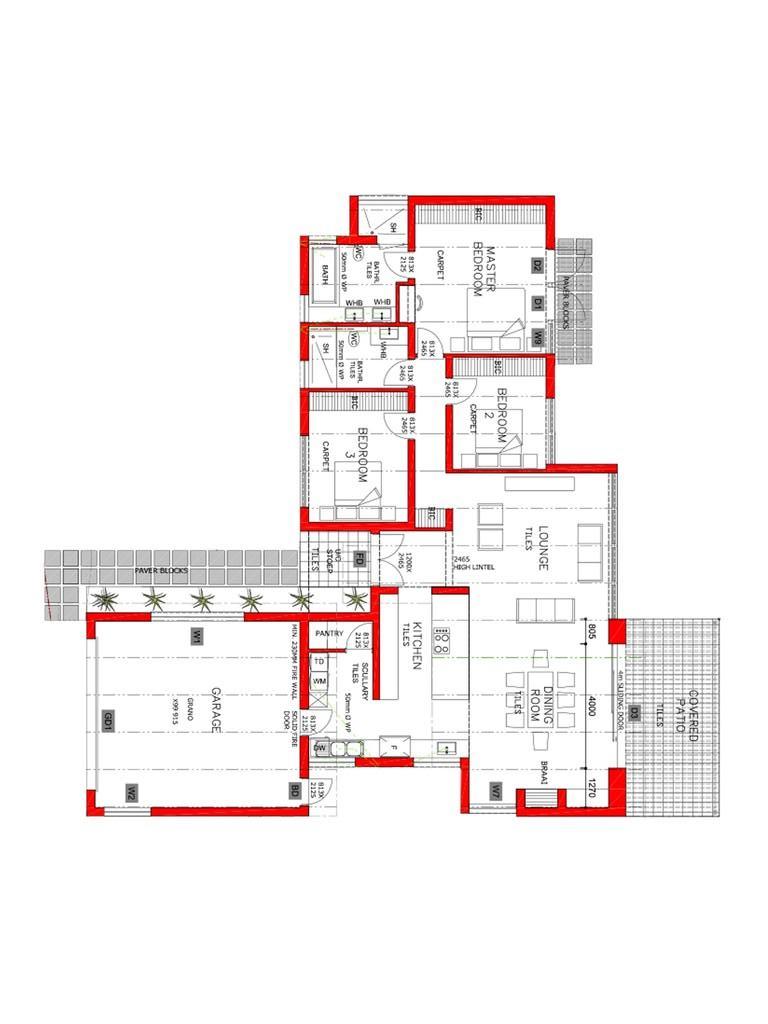 BIC
SH
WC
BATH
50mm Ø WP
BATHR.
TILES
WHB
WHB
813X
2125
CARPET
MASTER
BEDROOM
D2
D1
W9
PAVER BLOCKS
813X
2465
SH
WC
WHB
50mm Ø WP
BATHR.
TILES
813X
2465
BIC
813X
2465
BEDROOM
2
CARPET
BIC
813X
2465
BEDROOM
3
CARPET
BIC
LOUNGE
TILES
2465
HIGH LINTEL
1200X
2465
FD
U/C
STOEP
TILES
PAVER BLOCKS
W1
MIN. 230MM FIRE WALL
PANTRY
813X
2125
KITCHEN
TILES
TD
WM
SCULLARY
TILES
50mm Ø WP
GARAGE
GRANO
X99 915
GD1
SOLID FIRE
DOOR
813X
2125
DW
F
W2
BD
813X
2125
DINING
ROOM
TILES
BRAAI
W7
805
4000
1270
4m SLIDING DOOR
D3
COVERED
PATIO
TILES